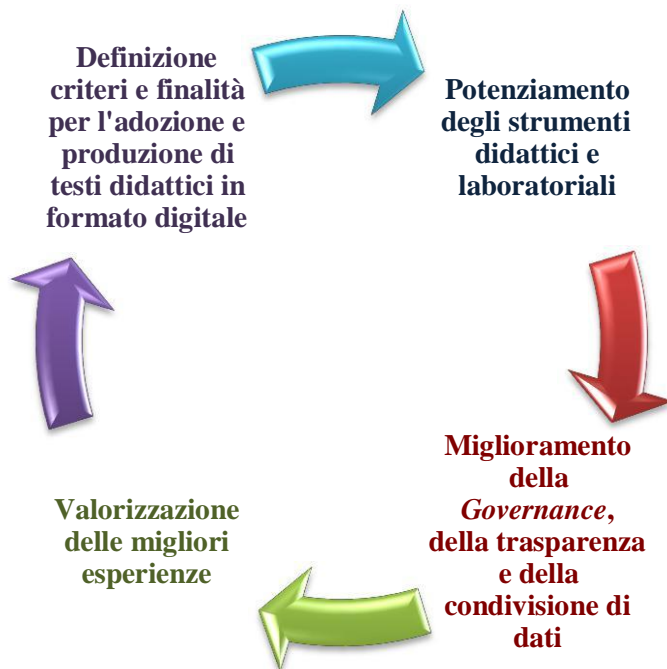 Definizione
criteri e finalità
per l'adozione e
produzione di
testi didattici in
formato digitale
Potenziamento
degli strumenti
didattici e
laboratoriali
Miglioramento
della
Governance,
della trasparenza
e della
condivisione di
dati
Valorizzazione
delle migliori
esperienze